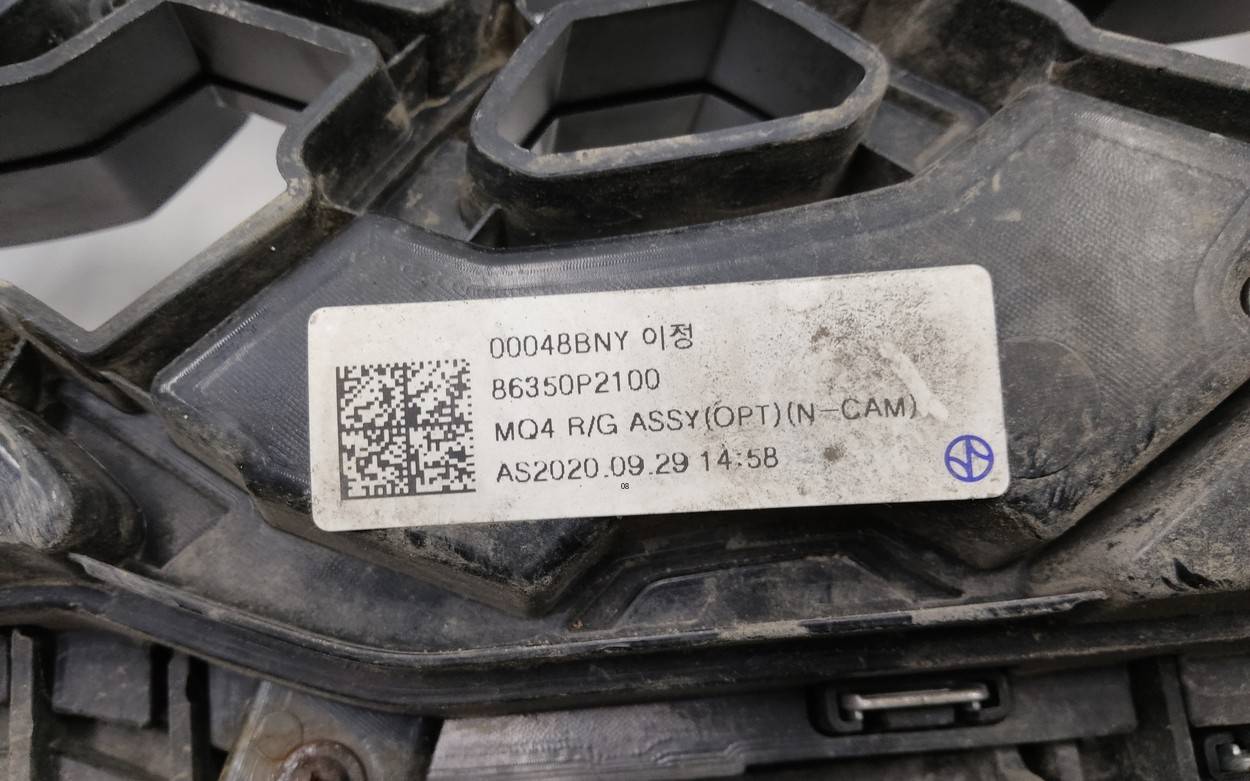 00048BNY 이정
86350P2100
MQ4 R/G ASSY(OPT)(N-CAM)
AS2020.09.29 14:58
08